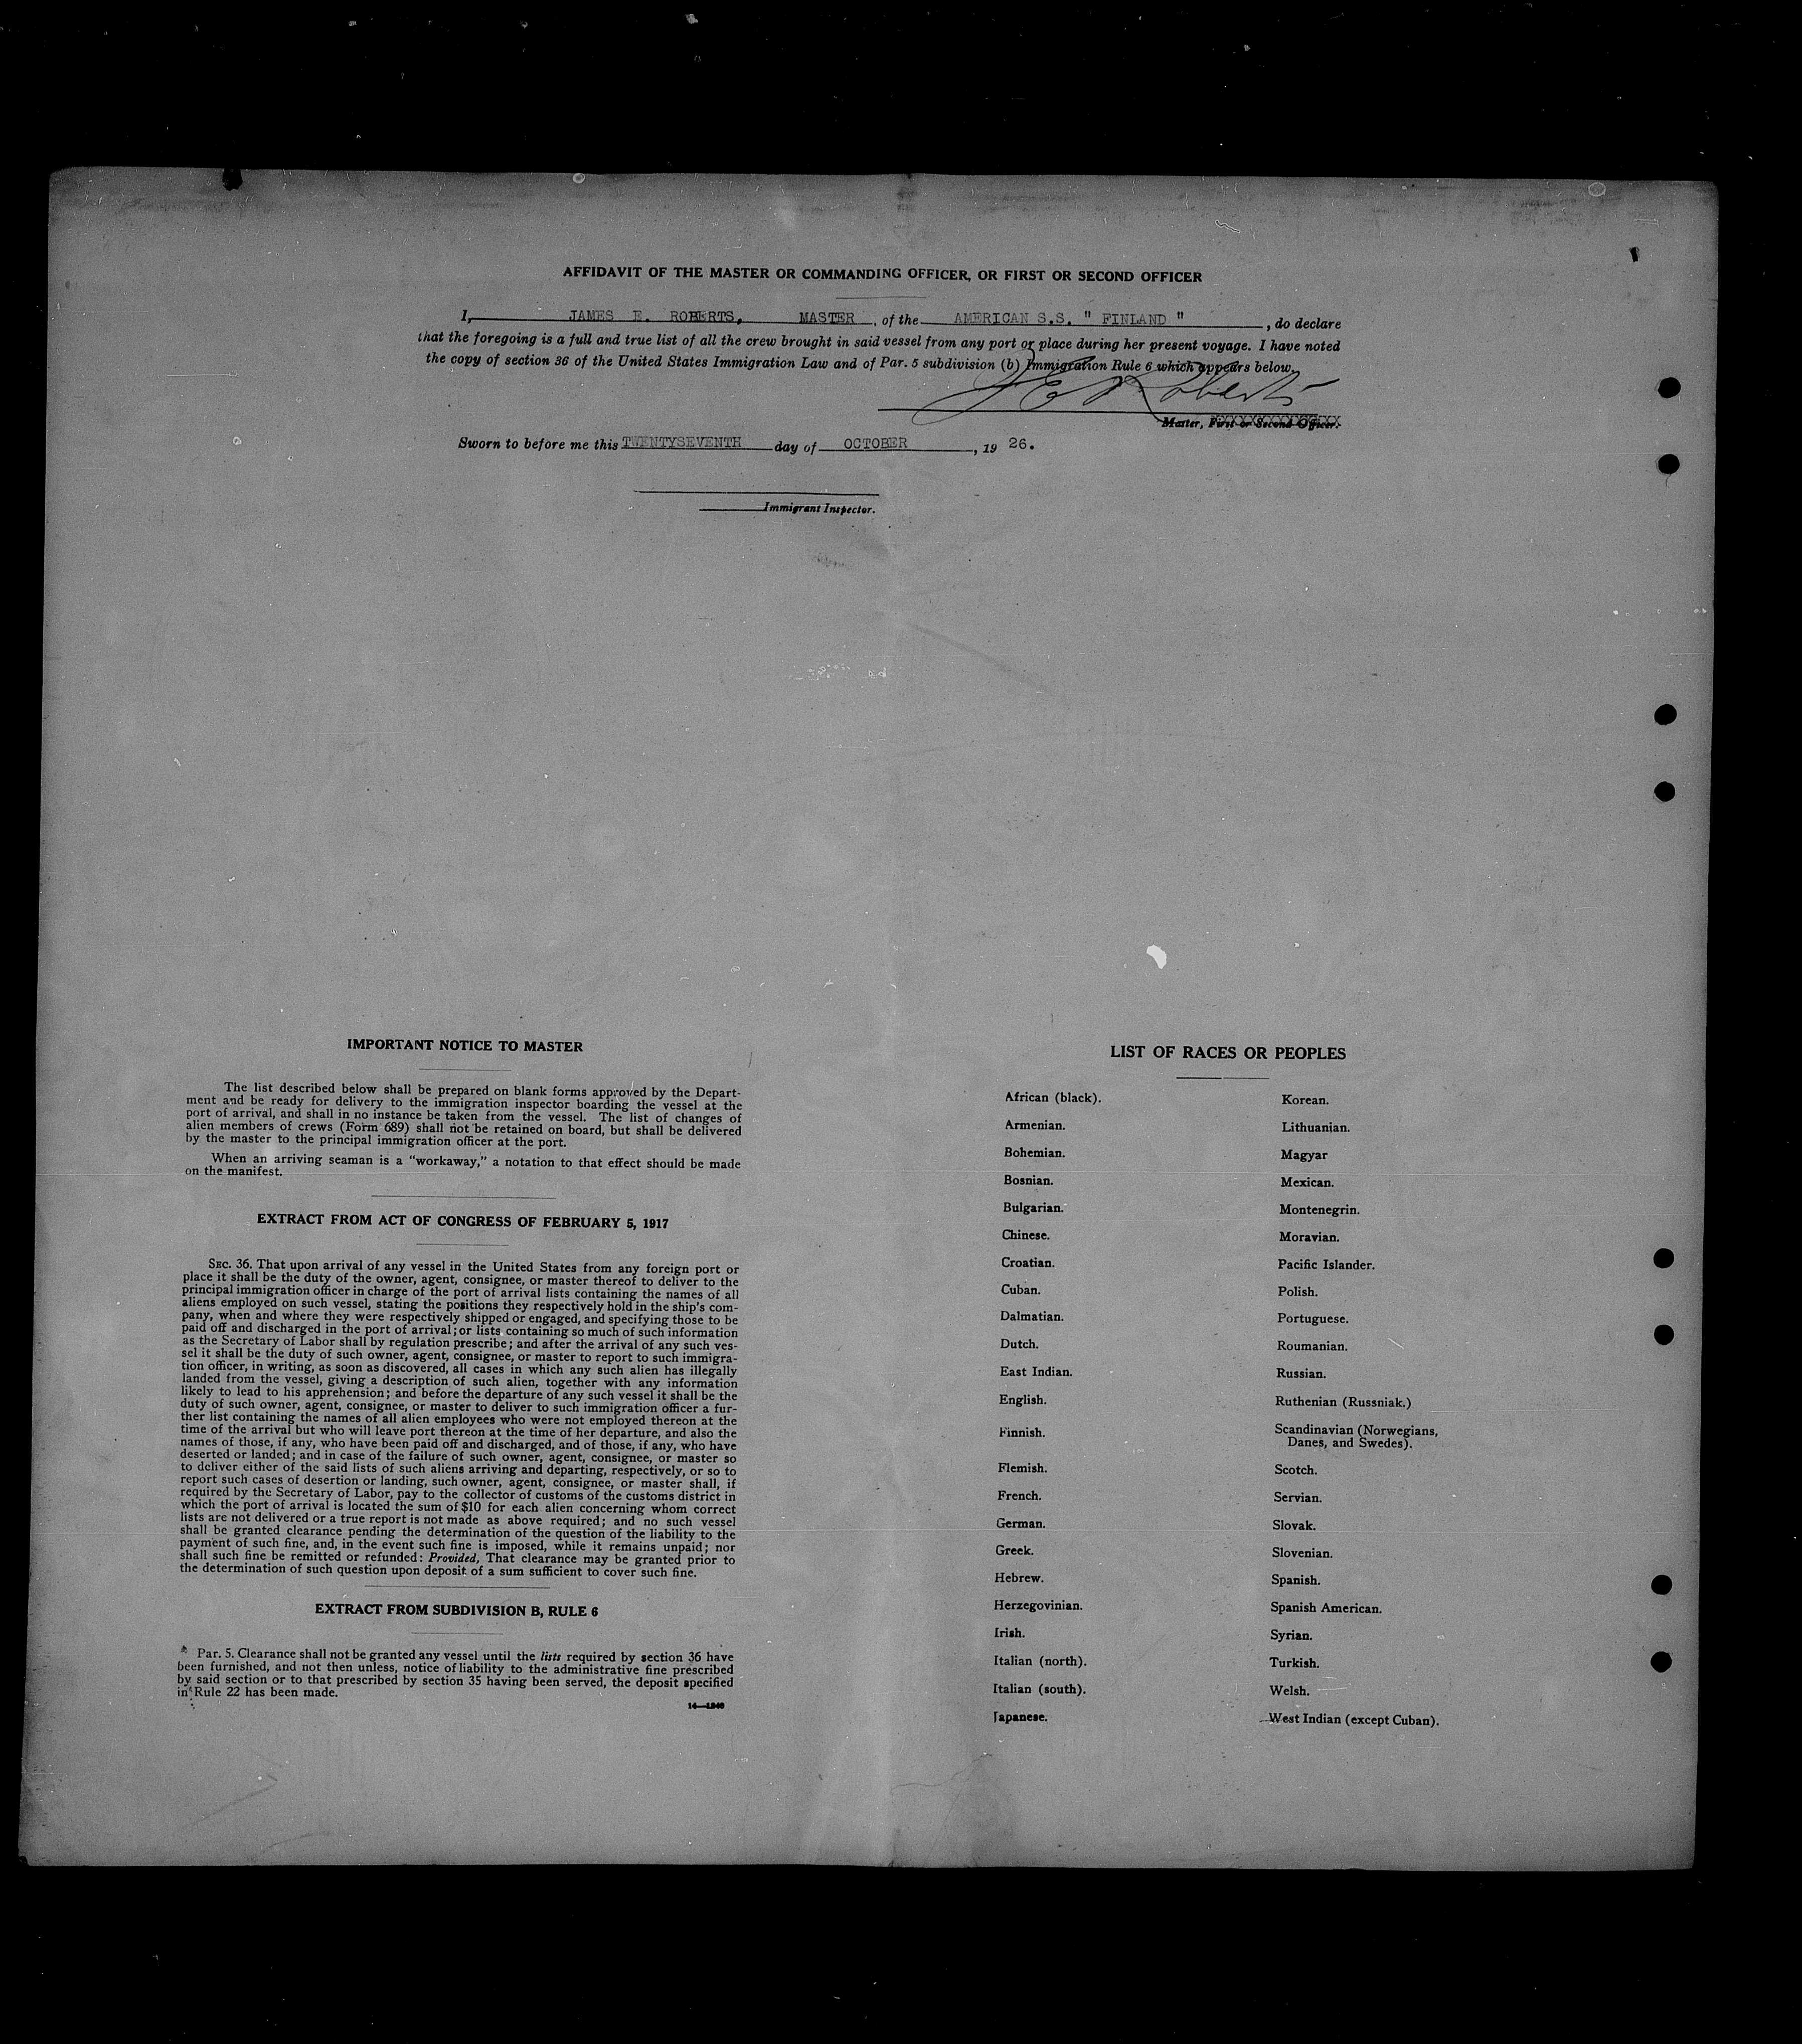 AFFIDAVIT OF THE MASTER OR COMMANDING OFFICER, OR FIRST OR SECOND OFFICER
I, JAMES E. ROBERTS, MASTER , of the AMERICAN S.S. " FINLAND " , do declare
that the foregoing is a full and true list of all the crew brought in said vessel from any port or place during her present voyage. I have noted
the copy of section 36 of the United States Immigration Law and of Par. 5 subdivision (b) Immigration Rule 6 which appears below.
J E Roberts
Master, First or Second Officer.
Sworn to before me this TWENTYSEVENTH day of OCTOBER , 19 26.
Immigrant Inspector.
IMPORTANT NOTICE TO MASTER
The list described below shall be prepared on blank forms approved by the Depart-
ment and be ready for delivery to the immigration inspector boarding the vessel at the
port of arrival, and shall in no instance be taken from the vessel. The list of changes of
alien members of crews (Form 689) shall not be retained on board, but shall be delivered
by the master to the principal immigration officer at the port.
When an arriving seaman is a "workaway," a notation to that effect should be made
on the manifest.
EXTRACT FROM ACT OF CONGRESS OF FEBRUARY 5, 1917
SEC. 36. That upon arrival of any vessel in the United States from any foreign port or
place it shall be the duty of the owner, agent, consignee, or master thereof to deliver to the
principal immigration officer in charge of the port of arrival lists containing the names of all
aliens employed on such vessel, stating the positions they respectively hold in the ship's com-
pany, when and where they were respectively shipped or engaged, and specifying those to be
paid off and discharged in the port of arrival; or lists containing so much of such information
as the Secretary of Labor shall by regulation prescribe; and after the arrival of any such ves-
sel it shall be the duty of such owner, agent, consignee, or master to report to such immigra-
tion officer, in writing, as soon as discovered, all cases in which any such alien has illegally
landed from the vessel, giving a description of such alien, together with any information
likely to lead to his apprehension; and before the departure of any such vessel it shall be the
duty of such owner, agent, consignee, or master to deliver to such immigration officer a fur-
ther list containing the names of all alien employees who were not employed thereon at the
time of the arrival but who will leave port thereon at the time of her departure, and also the
names of those, if any, who have been paid off and discharged, and of those, if any, who have
deserted or landed; and in case of the failure of such owner, agent, consignee, or master so
to deliver either of the said lists of such aliens arriving and departing, respectively, or so to
report such cases of desertion or landing, such owner, agent, consignee, or master shall, if
required by the Secretary of Labor, pay to the collector of customs of the customs district in
which the port of arrival is located the sum of $10 for each alien concerning whom correct
lists are not delivered or a true report is not made as above required; and no such vessel
shall be granted clearance pending the determination of the question of the liability to the
payment of such fine, and, in the event such fine is imposed, while it remains unpaid; nor
shall such fine be remitted or refunded: Provided, That clearance may be granted prior to
the determination of such question upon deposit of a sum sufficient to cover such fine.
EXTRACT FROM SUBDIVISION B, RULE 6
Par. 5. Clearance shall not be granted any vessel until the lists required by section 36 have
been furnished, and not then unless, notice of liability to the administrative fine prescribed
by said section or to that prescribed by section 35 having been served, the deposit specified
in Rule 22 has been made.
LIST OF RACES OR PEOPLES
African (black).
Armenian.
Bohemian.
Bosnian.
Bulgarian.
Chinese.
Croatian.
Cuban.
Dalmatian.
Dutch.
East Indian.
English.
Finnish.
Flemish.
French.
German.
Greek.
Hebrew.
Herzegovinian.
Irish.
Italian (north).
Italian (south).
Japanese.
Korean.
Lithuanian.
Magyar
Mexican.
Montenegrin.
Moravian.
Pacific Islander.
Polish.
Portuguese.
Roumanian.
Russian.
Ruthenian (Russniak.)
Scandinavian (Norwegians,
Danes, and Swedes).
Scotch.
Servian.
Slovak.
Slovenian.
Spanish.
Spanish American.
Syrian.
Turkish.
Welsh.
West Indian (except Cuban).